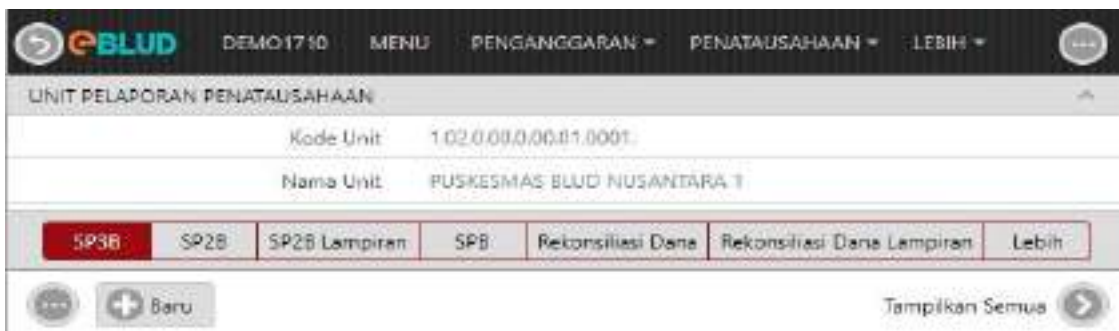 eBLUD DEMO1710 MENU PENGANGGARAN PENATAUSAHAAN LEBIH
UNIT PELAPORAN PENATAUSAHAAN
Kode Unit 1.02.0.00.0.00.01.0001.
Nama Unit PUSKESMAS BLUD NUSANTARA 1
SP3B SP2B SP2B Lampiran SPB Rekonsiliasi Dana Rekonsiliasi Dana Lampiran Lebih
Baru Tampilkan Semua